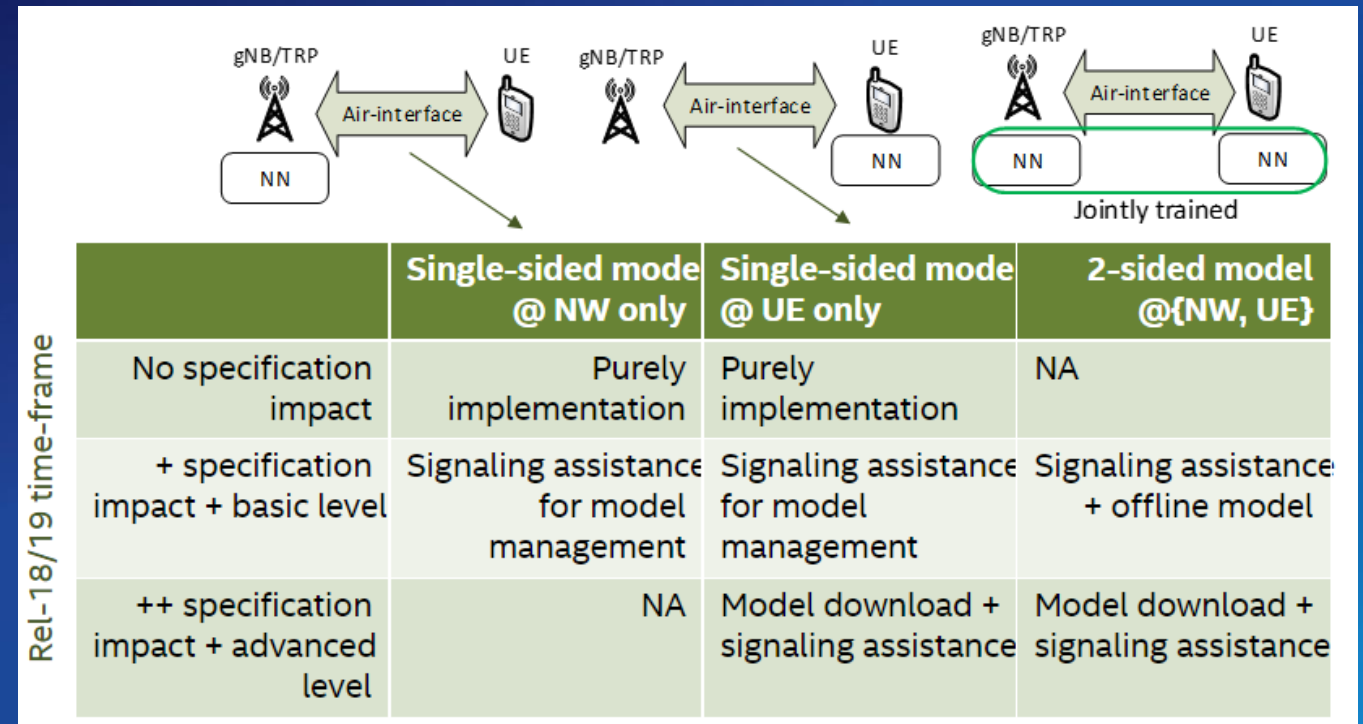 gNB/TRP
UE
Air-interface
NN
gNB/TRP
UE
Air-interface
NN
gNB/TRP
UE
Air-interface
NN
NN
Jointly trained
Single-sided mode
@ NW only
Single-sided mode
@ UE only
2-sided model
@{NW, UE}
Rel-18/19 time-frame
No specification
impact
Purely
implementation
Purely
implementation
NA
+ specification
impact + basic level
Signaling assistance
for model
management
Signaling assistance
for model
management
Signaling assistance
+ offline model
++ specification
impact + advanced
level
NA
Model download +
signaling assistance
Model download +
signaling assistance